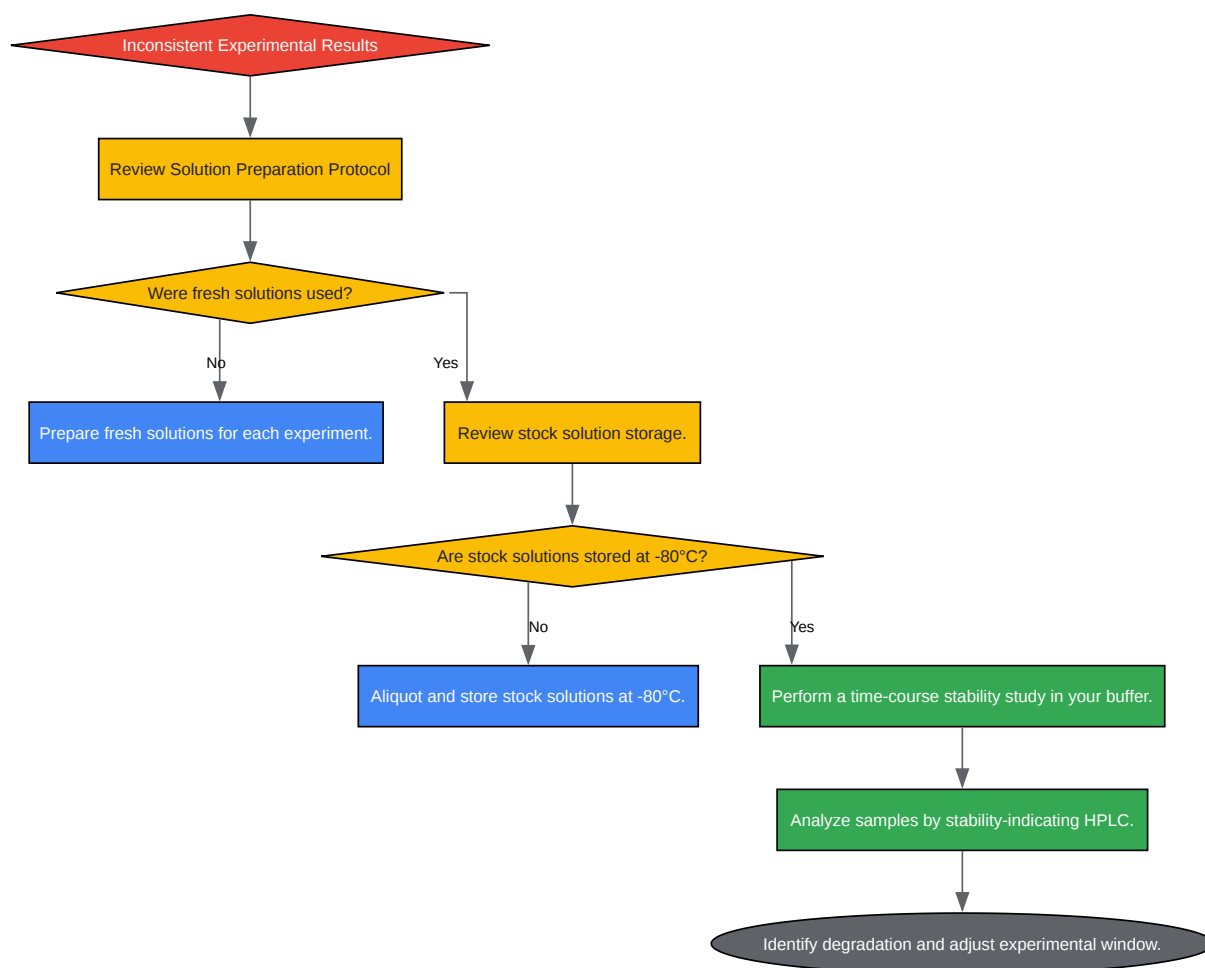 Inconsistent Experimental Results
Review Solution Preparation Protocol
Were fresh solutions used?
No
Yes
Prepare fresh solutions for each experiment.
Review stock solution storage.
Are stock solutions stored at -80°C?
No
Yes
Aliquot and store stock solutions at -80°C.
Perform a time-course stability study in your buffer.
Analyze samples by stability-indicating HPLC.
Identify degradation and adjust experimental window.